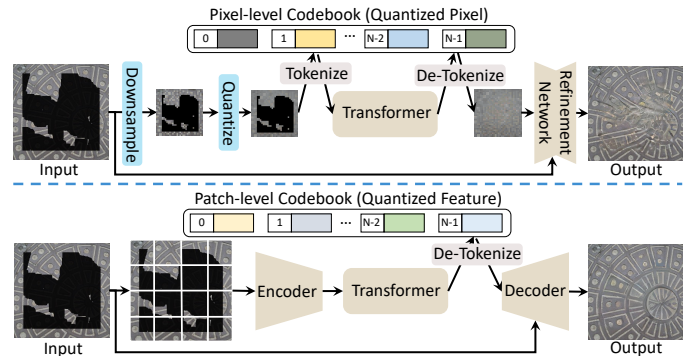 Pixel-level Codebook (Quantized Pixel)
0 1 ... N-2 N-1
Tokenize De-Tokenize
Downsample
Quantize
Transformer
Refinement
Network
Input Output
Patch-level Codebook (Quantized Feature)
0 1 ... N-2 N-1
De-Tokenize
Encoder Transformer Decoder
Input Output